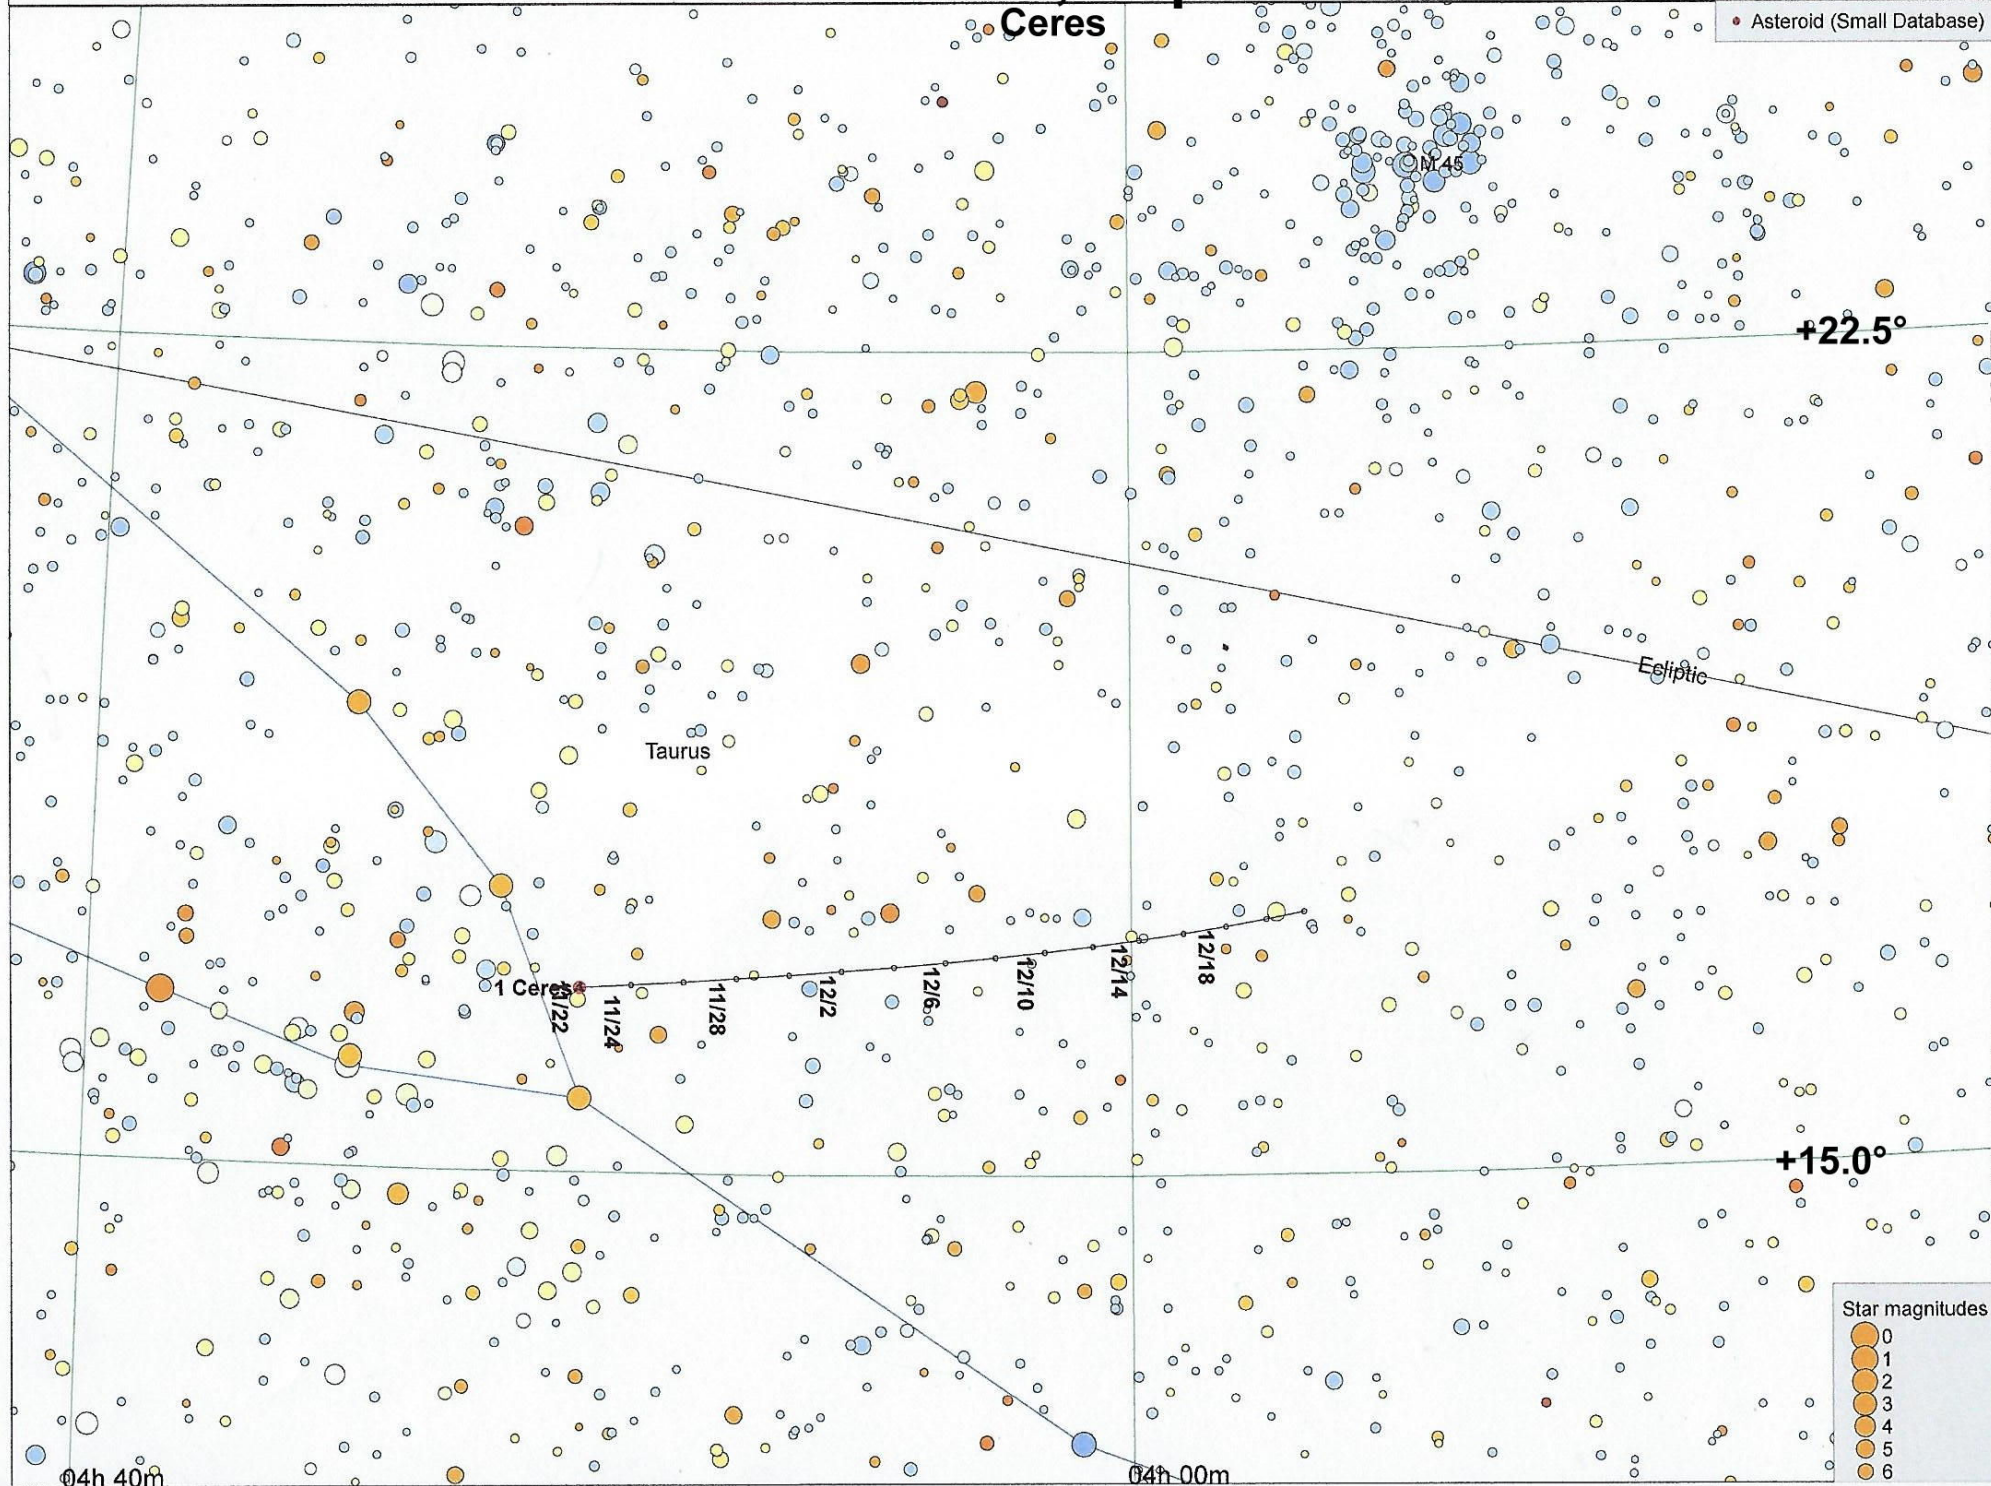 Ceres
Asteroid (Small Database)
M 45
+22.5°
Ecliptic
Taurus
1 Ceres
11/22
11/24
11/28
12/2
12/6
12/10
12/14
12/18
+15.0°
Star magnitudes
0
1
2
3
4
5
6
04h 40m
04h 00m